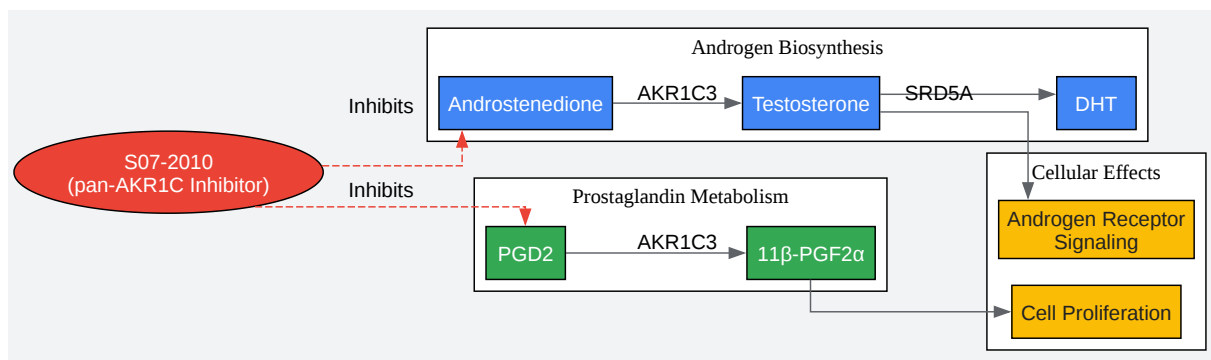 Androgen Biosynthesis
Inhibits
Androstenedione
AKR1C3
Testosterone
SRD5A
DHT
S07-2010
(pan-AKR1C Inhibitor)
Inhibits
Prostaglandin Metabolism
PGD2
AKR1C3
11β-PGF2α
Cellular Effects
Androgen Receptor
Signaling
Cell Proliferation